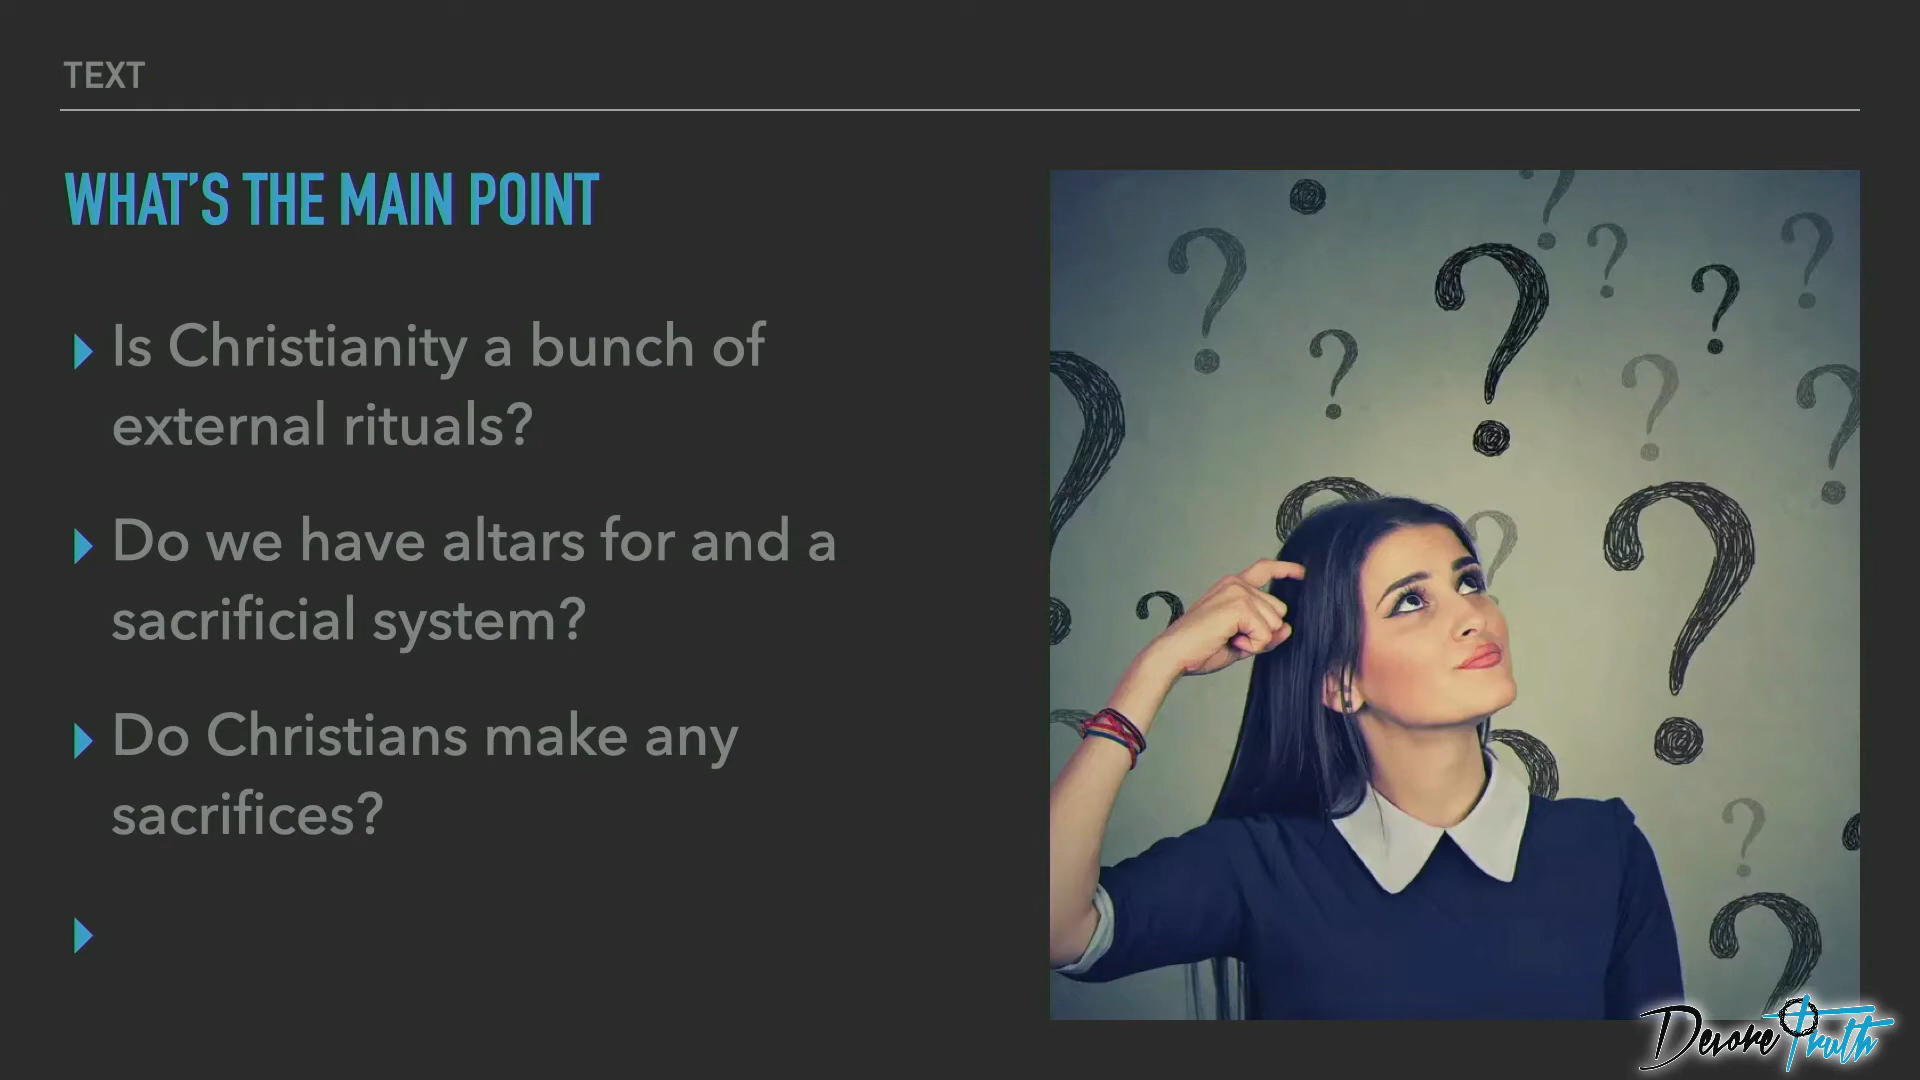 TEXT
WHAT'S THE MAIN POINT
Is Christianity a bunch of
external rituals?
Do we have altars for and a
sacrificial system?
Do Christians make any
sacrifices?
Devore Truth